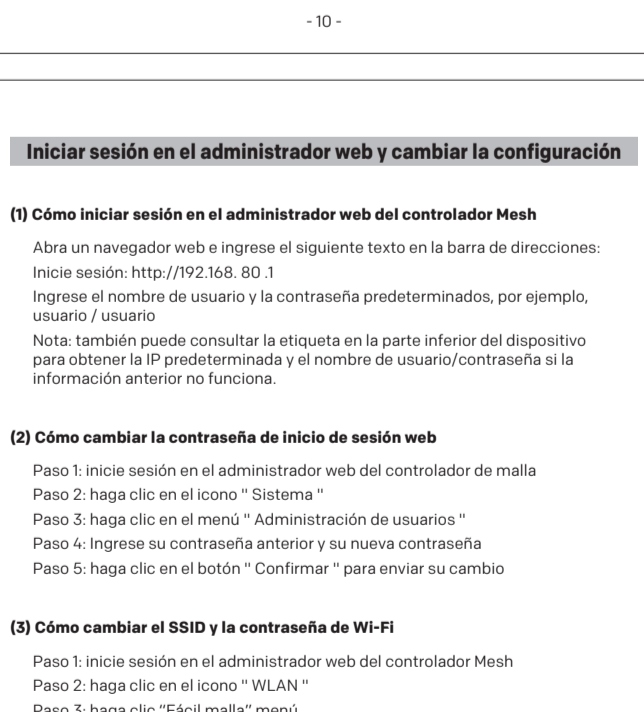 - 10 -
Iniciar sesión en el administrador web y cambiar la configuración
(1) Cómo iniciar sesión en el administrador web del controlador Mesh
Abra un navegador web e ingrese el siguiente texto en la barra de direcciones:
Inicie sesión: http://192.168. 80 .1
Ingrese el nombre de usuario y la contraseña predeterminados, por ejemplo,
usuario / usuario
Nota: también puede consultar la etiqueta en la parte inferior del dispositivo
para obtener la IP predeterminada y el nombre de usuario/contraseña si la
información anterior no funciona.
(2) Cómo cambiar la contraseña de inicio de sesión web
Paso 1: inicie sesión en el administrador web del controlador de malla
Paso 2: haga clic en el icono " Sistema "
Paso 3: haga clic en el menú " Administración de usuarios "
Paso 4: Ingrese su contraseña anterior y su nueva contraseña
Paso 5: haga clic en el botón " Confirmar " para enviar su cambio
(3) Cómo cambiar el SSID y la contraseña de Wi-Fi
Paso 1: inicie sesión en el administrador web del controlador Mesh
Paso 2: haga clic en el icono " WLAN "
Paso 3: haga clic “Fácil malla” menú